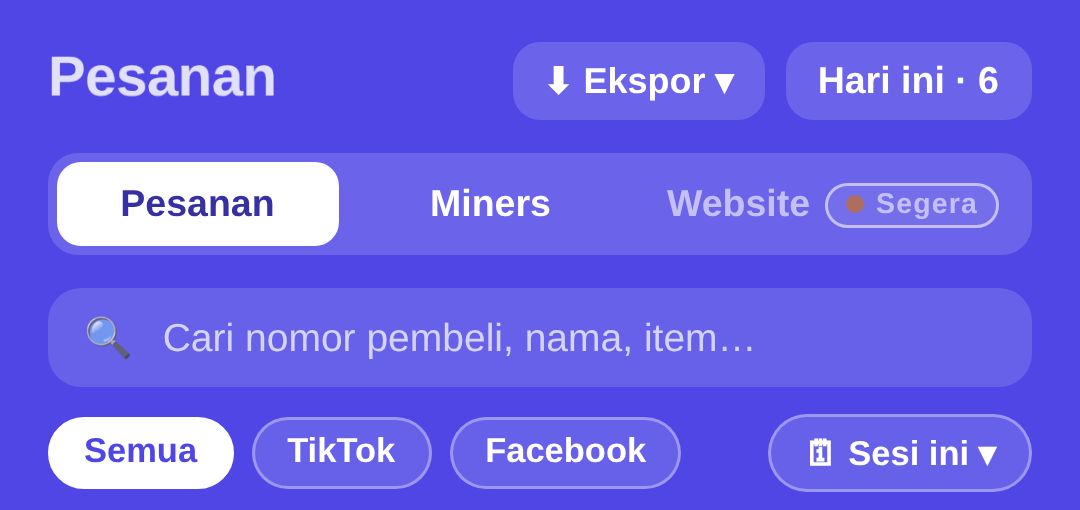 Pesanan
⬇ Ekspor ▾
Hari ini · 6
Pesanan
Miners
Website
Segera
Cari nomor pembeli, nama, item…
Semua
TikTok
Facebook
Sesi ini ▾